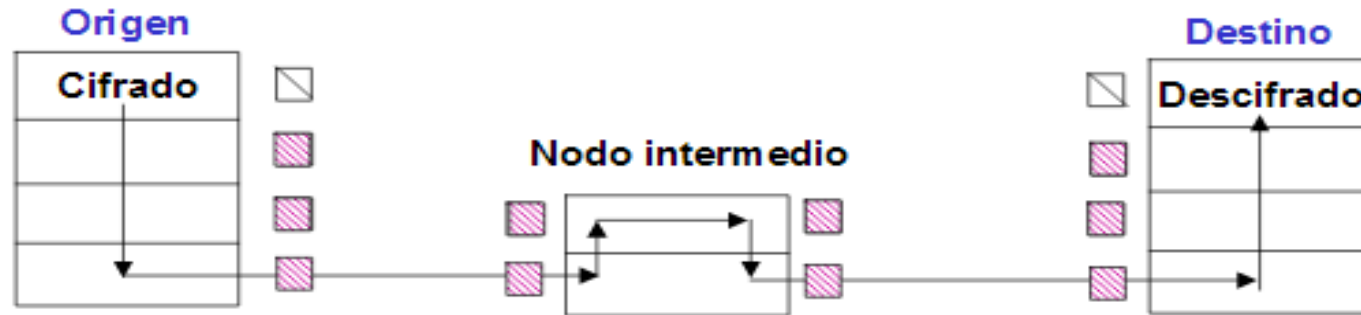 Origen
Destino
Cifrado
Descifrado
Nodo intermedio